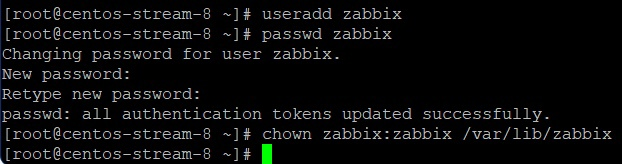 [root@centos-stream-8 ~]# useradd zabbix
[root@centos-stream-8 ~]# passwd zabbix
Changing password for user zabbix.
New password:
Retype new password:
passwd: all authentication tokens updated successfully.
[root@centos-stream-8 ~]# chown zabbix:zabbix /var/lib/zabbix
[root@centos-stream-8 ~]#